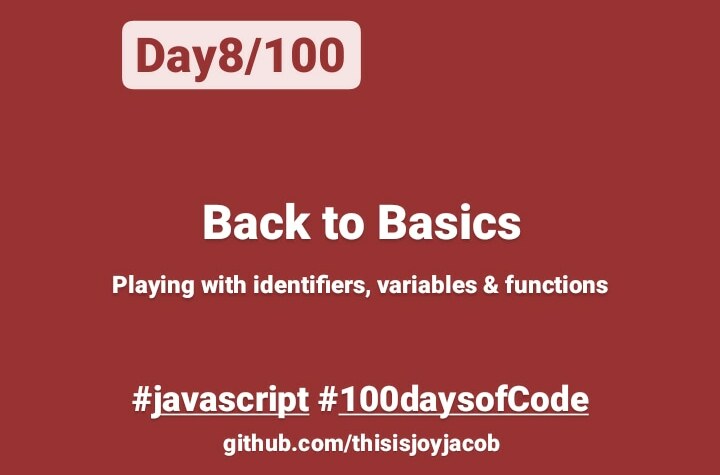 Day8/100
Back to Basics
Playing with identifiers, variables & functions
#javascript #100daysofCode
github.com/thisisjoyjacob